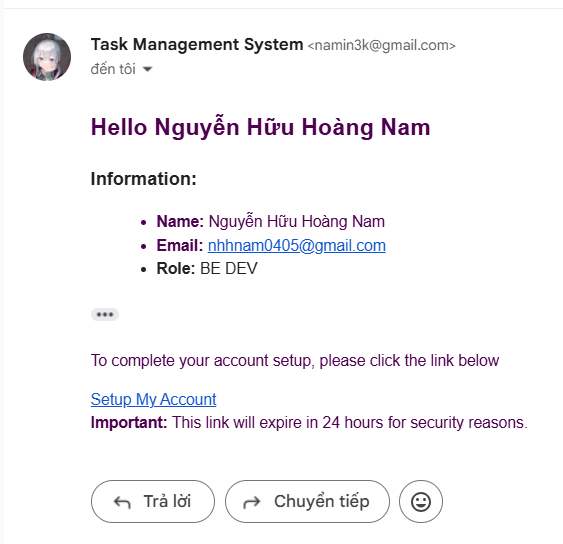 Task Management System <namin3k@gmail.com>
đến tôi
Hello Nguyễn Hữu Hoàng Nam
Information:
• Name: Nguyễn Hữu Hoàng Nam
• Email: nhhnam0405@gmail.com
• Role: BE DEV
•••
To complete your account setup, please click the link below
Setup My Account
Important: This link will expire in 24 hours for security reasons.
Trả lời
Chuyển tiếp